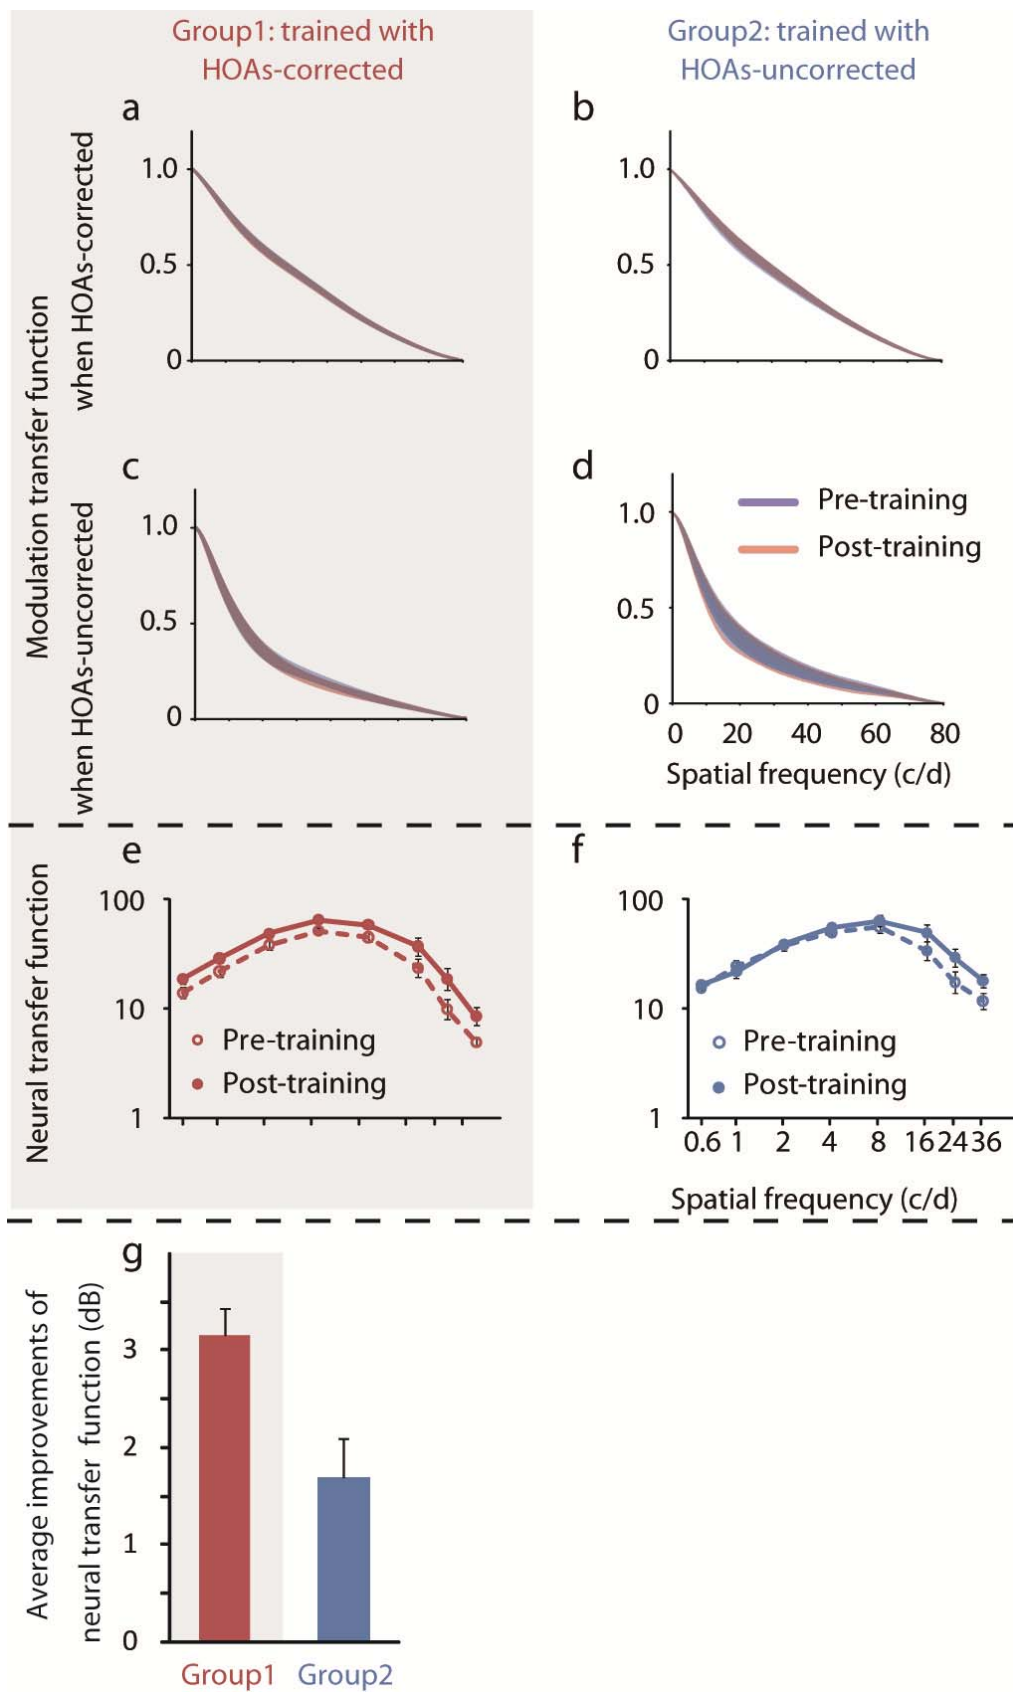 Group1: trained with
HOAs-corrected
Group2: trained with
HOAs-uncorrected
a
b
Modulation transfer function
when HOAs-corrected
1.0
0.5
0
1.0
0.5
0
c
d
when HOAs-uncorrected
1.0
0.5
0
1.0
0.5
0
Pre-training
Post-training
0 20 40 60 80
Spatial frequency (c/d)
e
f
Neural transfer function
100
10
1
Pre-training
Post-training
100
10
1
Pre-training
Post-training
0.6 1 2 4 8 16 24 36
Spatial frequency (c/d)
g
Average improvements of
neural transfer function (dB)
3
2
1
0
Group1 Group2